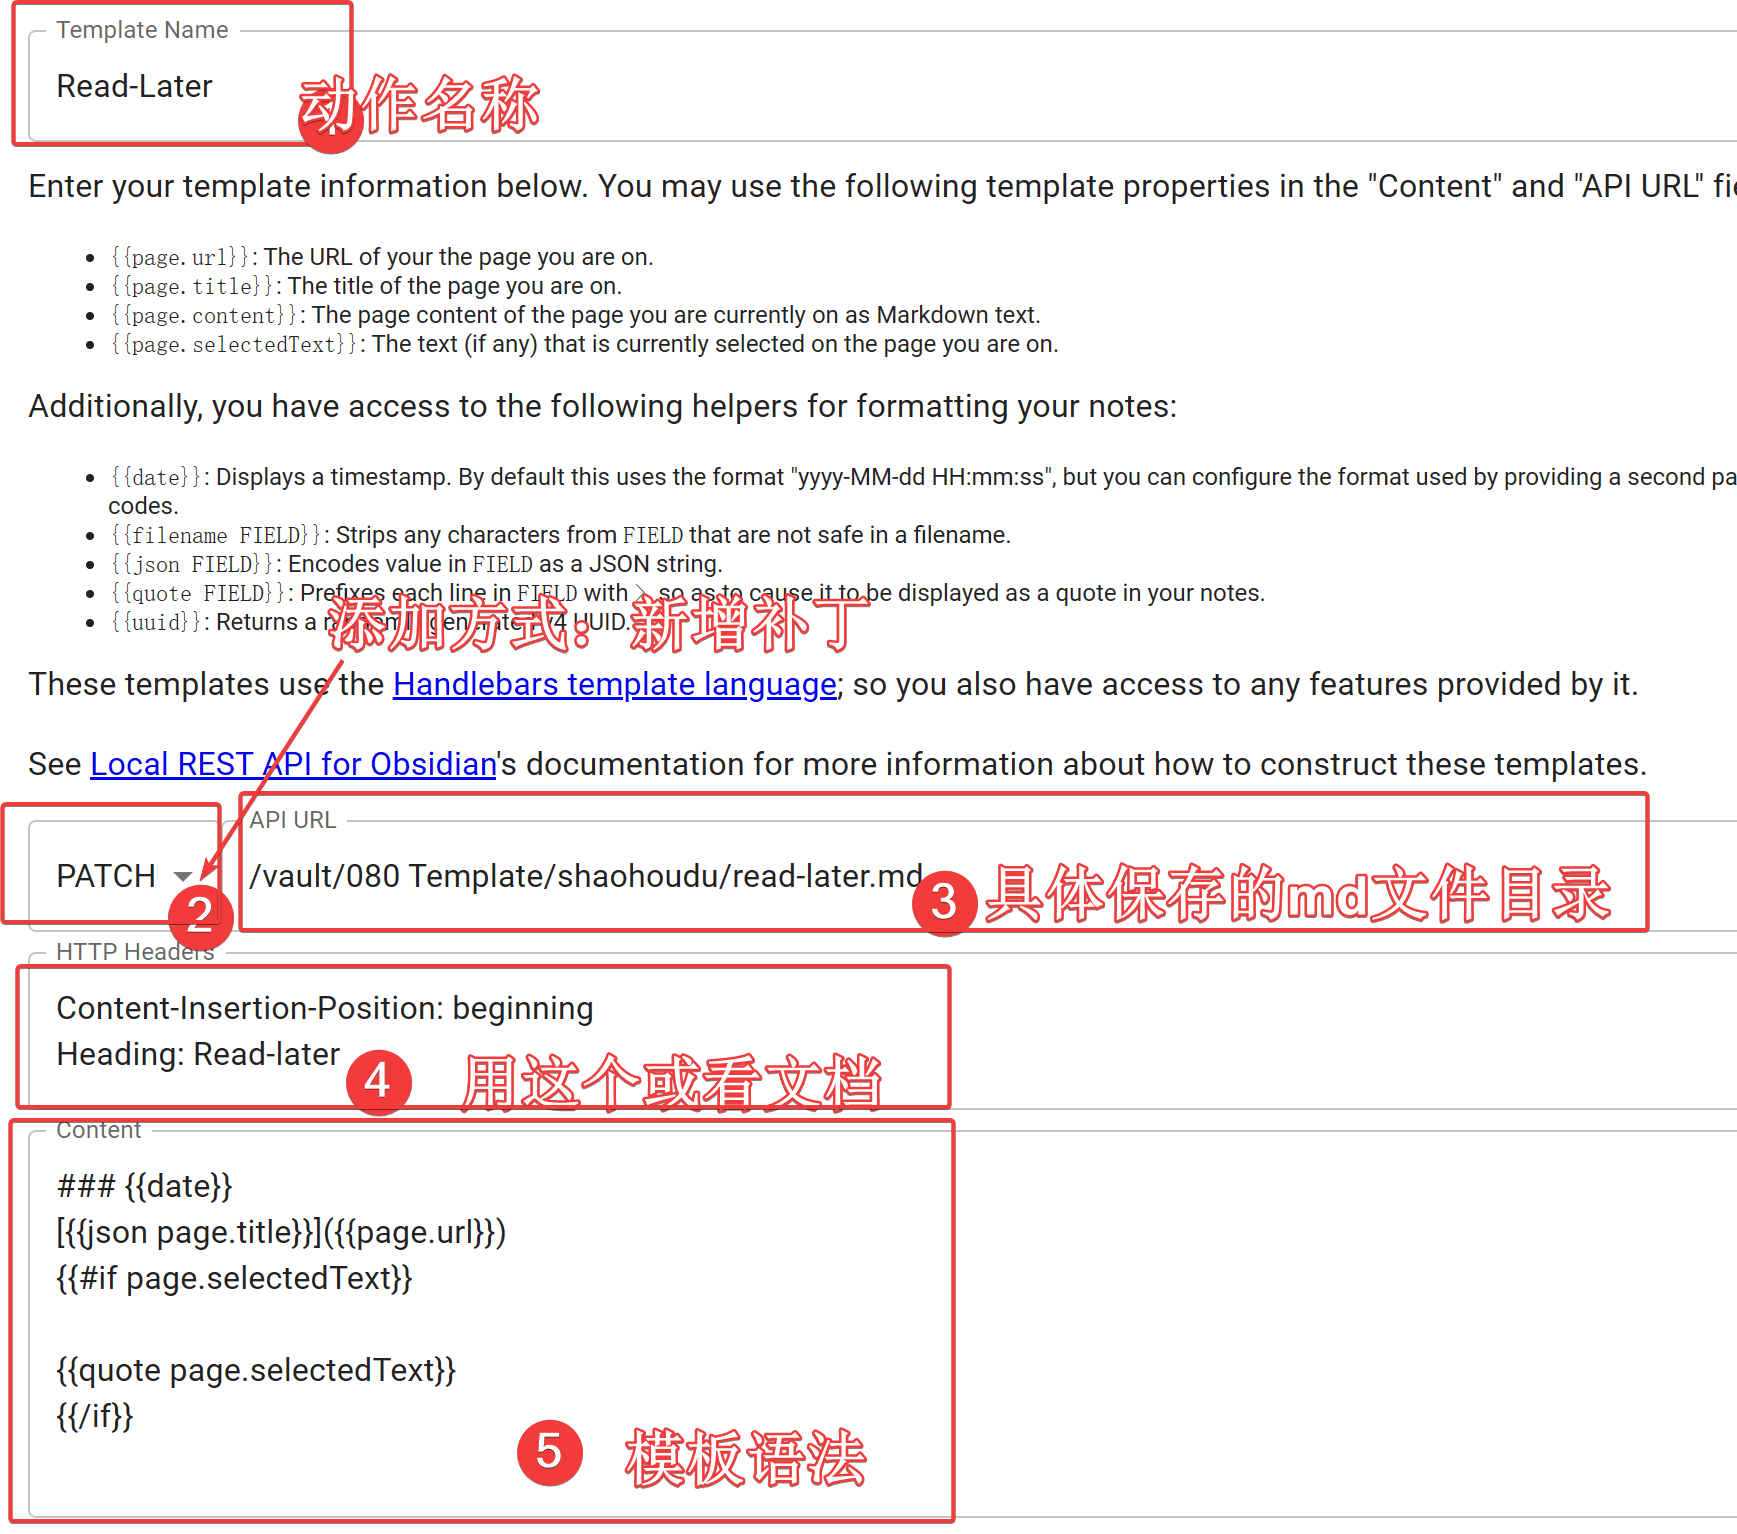 Template Name
Read-Later
1 动作名称
Enter your template information below. You may use the following template properties in the "Content" and "API URL"
{{page.url}}: The URL of your the page you are on.
{{page.title}}: The title of the page you are on.
{{page.content}}: The page content of the page you are currently on as Markdown text.
{{page.selectedText}}: The text (if any) that is currently selected on the page you are on.
Additionally, you have access to the following helpers for formatting your notes:
{{date}}: Displays a timestamp. By default this uses the format "yyyy-MM-dd HH:mm:ss", but you can configure the format used by providing a second
codes.
{{filename FIELD}}: Strips any characters from FIELD that are not safe in a filename.
{{json FIELD}}: Encodes value in FIELD as a JSON string.
{{quote FIELD}}: Prefixes each line in FIELD with > so as to cause it to be displayed as a quote in your notes.
添加方式：新增补丁
{{uuid}}: Returns a randomly generated v4 UUID.
These templates use the Handlebars template language; so you also have access to any features provided by it.
See Local REST API for Obsidian's documentation for more information about how to construct these templates.
API URL
PATCH
/vault/080 Template/shaohoudu/read-later.md
2
3 具体保存的md文件目录
HTTP Headers
Content-Insertion-Position: beginning
Heading: Read-later
4 用这个或看文档
Content
### {{date}}
[{{json page.title}}]({{page.url}})
{{#if page.selectedText}}
{{quote page.selectedText}}
{{/if}}
5 模板语法